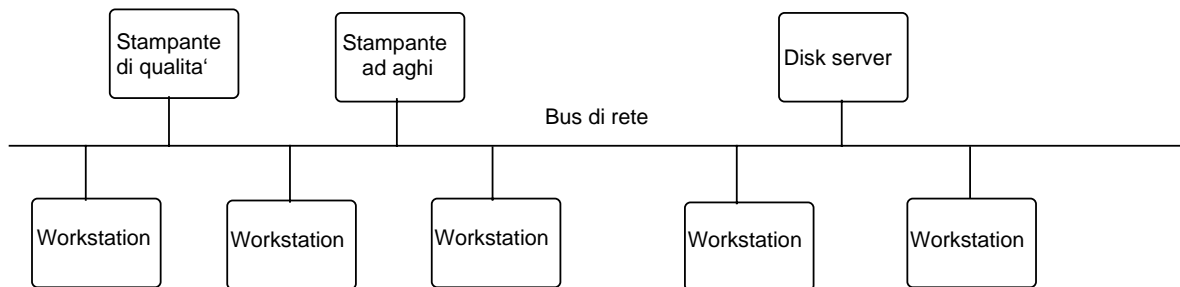 Stampante
di qualita‘
Stampante
ad aghi
Disk server
Bus di rete
Workstation
Workstation
Workstation
Workstation
Workstation